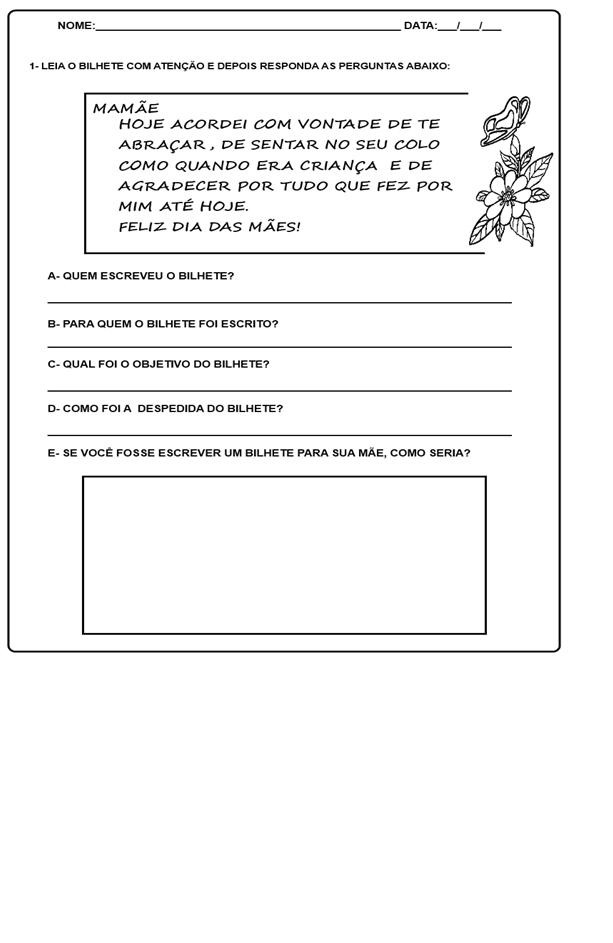 NOME:__________________________________________________ DATA:___/___/___
1- LEIA O BILHETE COM ATENÇÃO E DEPOIS RESPONDA AS PERGUNTAS ABAIXO:
MAMÃE
HOJE ACORDEI COM VONTADE DE TE
ABRAÇAR , DE SENTAR NO SEU COLO
COMO QUANDO ERA CRIANÇA E DE
AGRADECER POR TUDO QUE FEZ POR
MIM ATÉ HOJE.
FELIZ DIA DAS MÃES!
A- QUEM ESCREVEU O BILHETE?
B- PARA QUEM O BILHETE FOI ESCRITO?
C- QUAL FOI O OBJETIVO DO BILHETE?
D- COMO FOI A DESPEDIDA DO BILHETE?
E- SE VOCÊ FOSSE ESCREVER UM BILHETE PARA SUA MÃE, COMO SERIA?